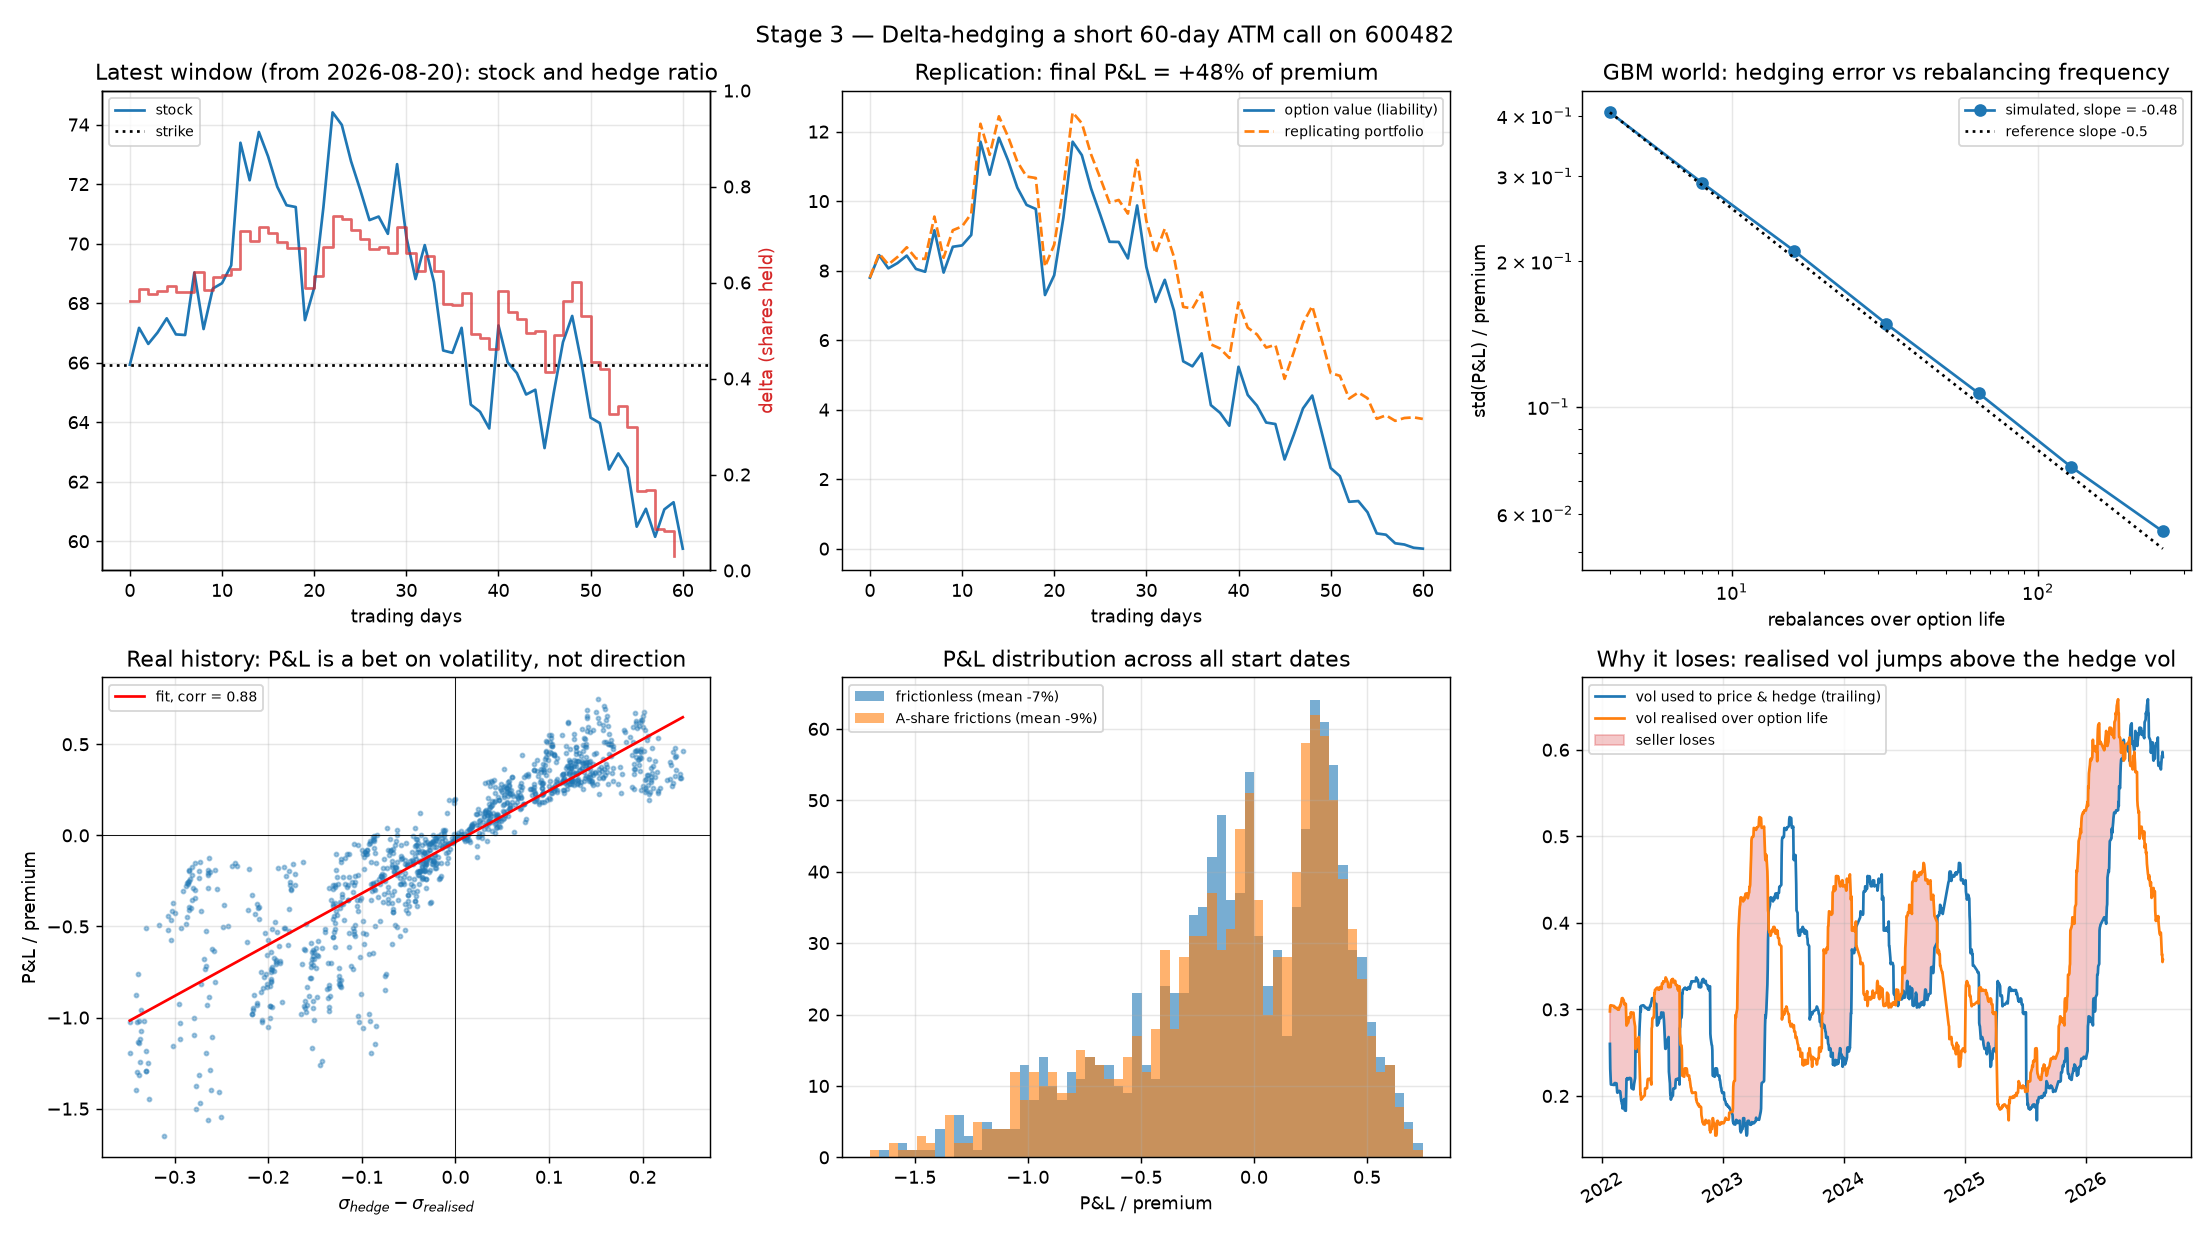 Stage 3 — Delta-hedging a short 60-day ATM call on 600482
Latest window (from 2026-08-20): stock and hedge ratio
stock
strike
74
72
70
68
66
64
62
60
1.0
0.8
0.6
0.4
0.2
0.0
delta (shares held)
0 10 20 30 40 50 60
trading days
Replication: final P&L = +48% of premium
option value (liability)
replicating portfolio
12
10
8
6
4
2
0
0 10 20 30 40 50 60
trading days
GBM world: hedging error vs rebalancing frequency
simulated, slope = -0.48
reference slope -0.5
std(P&L) / premium
4 × 10⁻¹
3 × 10⁻¹
2 × 10⁻¹
10⁻¹
6 × 10⁻²
10¹ 10²
rebalances over option life
Real history: P&L is a bet on volatility, not direction
fit, corr = 0.88
P&L / premium
0.5
0.0
−0.5
−1.0
−1.5
−0.3 −0.2 −0.1 0.0 0.1 0.2
σhedge − σrealised
P&L distribution across all start dates
frictionless (mean -7%)
A-share frictions (mean -9%)
60
50
40
30
20
10
0
−1.5 −1.0 −0.5 0.0 0.5
P&L / premium
Why it loses: realised vol jumps above the hedge vol
vol used to price & hedge (trailing)
vol realised over option life
seller loses
0.6
0.5
0.4
0.3
0.2
2022 2023 2024 2025 2026